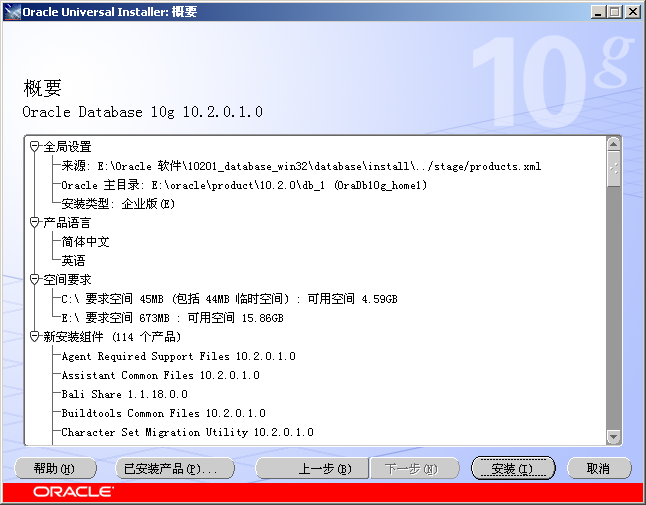 Oracle Universal Installer: 概要
10g
概要
Oracle Database 10g 10.2.0.1.0
全局设置
来源: E:\Oracle 软件\10201_database_win32\database\install\../stage/products.xml
Oracle 主目录: E:\oracle\product\10.2.0\db_1 (OraDb10g_home1)
安装类型: 企业版(E)
产品语言
简体中文
英语
空间要求
C:\ 要求空间 45MB (包括 44MB 临时空间) : 可用空间 4.59GB
E:\ 要求空间 673MB : 可用空间 15.86GB
新安装组件 (114 个产品)
Agent Required Support Files 10.2.0.1.0
Assistant Common Files 10.2.0.1.0
Bali Share 1.1.18.0.0
Buildtools Common Files 10.2.0.1.0
Character Set Migration Utility 10.2.0.1.0
帮助(H) 已安装产品(P)... 上一步(B) 下一步(N) 安装(I) 取消
ORACLE